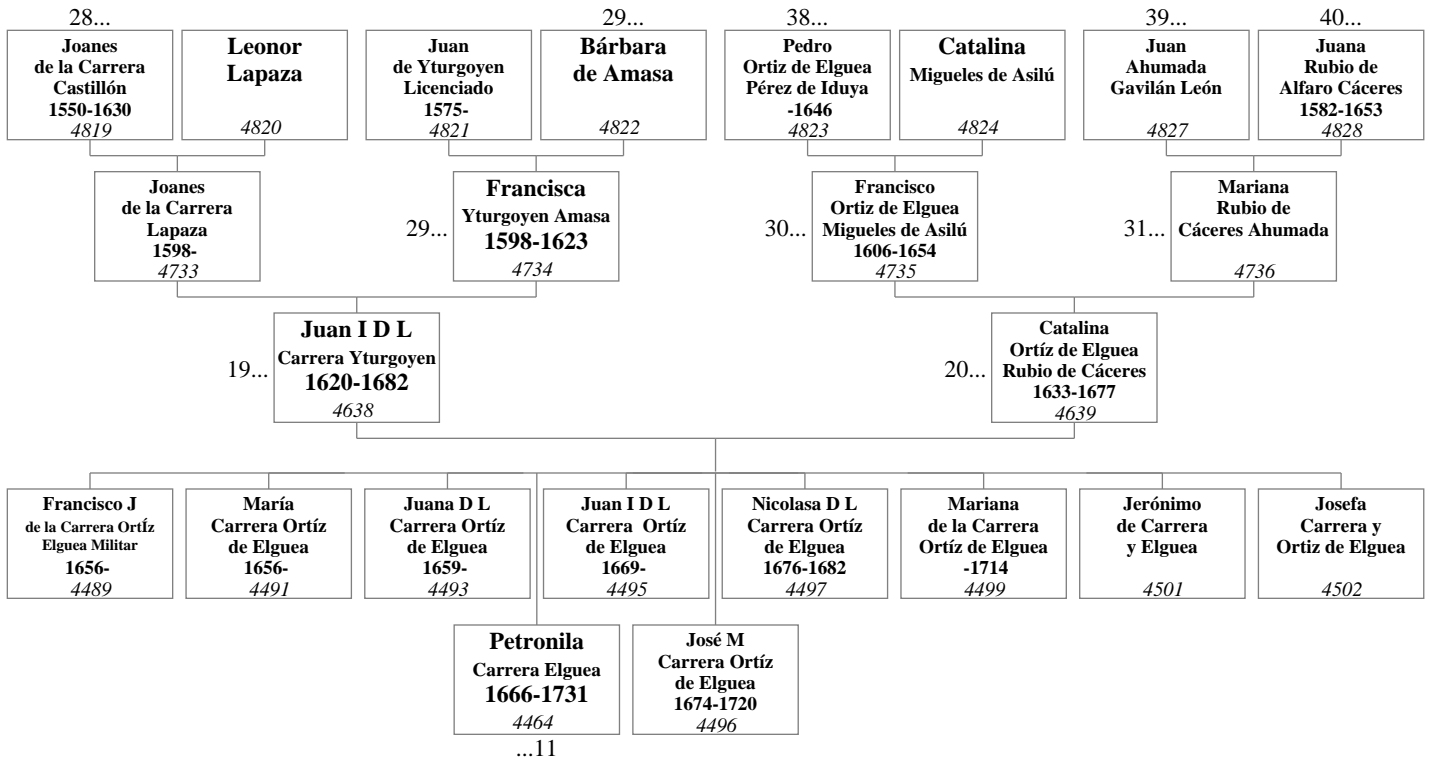 28...
29...
38...
39...
40...
Joanes
de la Carrera
Castillón
1550-1630
4819
Leonor
Lapaza
4820
Juan
de Yturgoyen
Licenciado
1575-
4821
Bárbara
de Amasa
4822
Pedro
Ortiz de Elguea
Pérez de Iduya
-1646
4823
Catalina
Migueles de Asilú
4824
Juan
Ahumada
Gavilán León
4827
Juana
Rubio de
Alfaro Cáceres
1582-1653
4828
Joanes
de la Carrera
Lapaza
1598-
4733
29...
Francisca
Yturgoyen Amasa
1598-1623
4734
30...
Francisco
Ortiz de Elguea
Migueles de Asilú
1606-1654
4735
31...
Mariana
Rubio de
Cáceres Ahumada
4736
19...
Juan I D L
Carrera Yturgoyen
1620-1682
4638
20...
Catalina
Ortíz de Elguea
Rubio de Cáceres
1633-1677
4639
Francisco J
de la Carrera OrtÍz
Elguea Militar
1656-
4489
María
Carrera Ortíz
de Elguea
1656-
4491
Juana D L
Carrera Ortíz
de Elguea
1659-
4493
Juan I D L
Carrera Ortíz
de Elguea
1669-
4495
Nicolasa D L
Carrera Ortíz
de Elguea
1676-1682
4497
Mariana
de la Carrera
Ortíz de Elguea
-1714
4499
Jerónimo
de Carrera
y Elguea
4501
Josefa
Carrera y
Ortiz de Elguea
4502
Petronila
Carrera Elguea
1666-1731
4464
...11
José M
Carrera Ortíz
de Elguea
1674-1720
4496